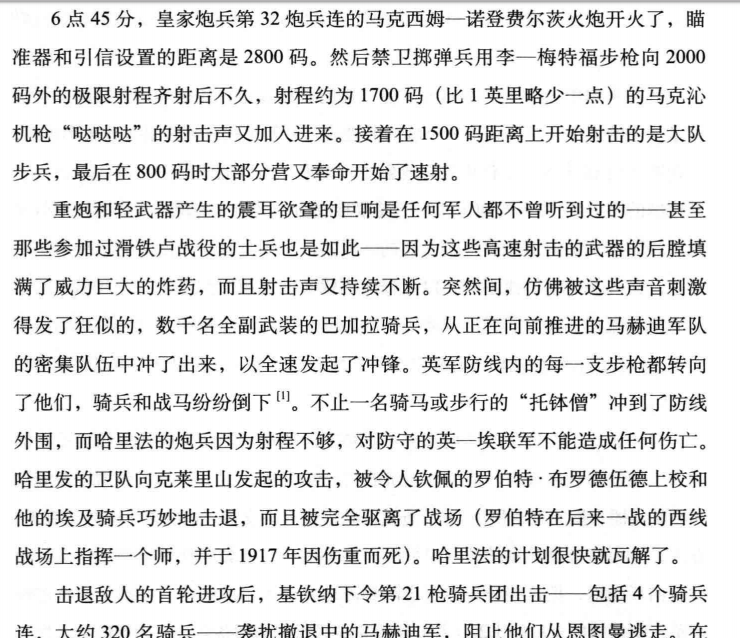 6 点 45 分，皇家炮兵第 32 炮兵连的马克西姆—诺登费尔茨火炮开火了，瞄
准器和引信设置的距离是 2800 码。然后禁卫掷弹兵用李—梅特福步枪向 2000
码外的极限射程齐射后不久，射程约为 1700 码（比 1 英里略少一点）的马克沁
机枪“哒哒哒”的射击声又加入进来。接着在 1500 码距离上开始射击的是大队
步兵，最后在 800 码时大部分营又奉命开始了速射。
重炮和轻武器产生的震耳欲聋的巨响是任何军人都不曾听到过的——甚至
那些参加过滑铁卢战役的士兵也是如此——因为这些高速射击的武器的后膛填
满了威力巨大的炸药，而且射击声又持续不断。突然间，仿佛被这些声音刺激
得发了狂似的，数千名全副武装的巴加拉骑兵，从正在向前推进的马赫迪军队
的密集队伍中冲了出来，以全速发起了冲锋。英军防线内的每一支步枪都转向
了他们，骑兵和战马纷纷倒下 [1]。不止一名骑马或步行的“托钵僧”冲到了防线
外围，而哈里法的炮兵因为射程不够，对防守的英—埃联军不能造成任何伤亡。
哈里发的卫队向克莱里山发起的攻击，被令人钦佩的罗伯特·布罗德伍德上校和
他的埃及骑兵巧妙地击退，而且被完全驱离了战场（罗伯特在后来一战的西线
战场上指挥一个师，并于 1917 年因伤重而死）。哈里法的计划很快就瓦解了。
击退敌人的首轮进攻后，基钦纳下令第 21 枪骑兵团出击——包括 4 个骑兵
连，大约 320 名骑兵——袭扰撤退中的马赫迪军，阻止他们从恩图曼逃走。在